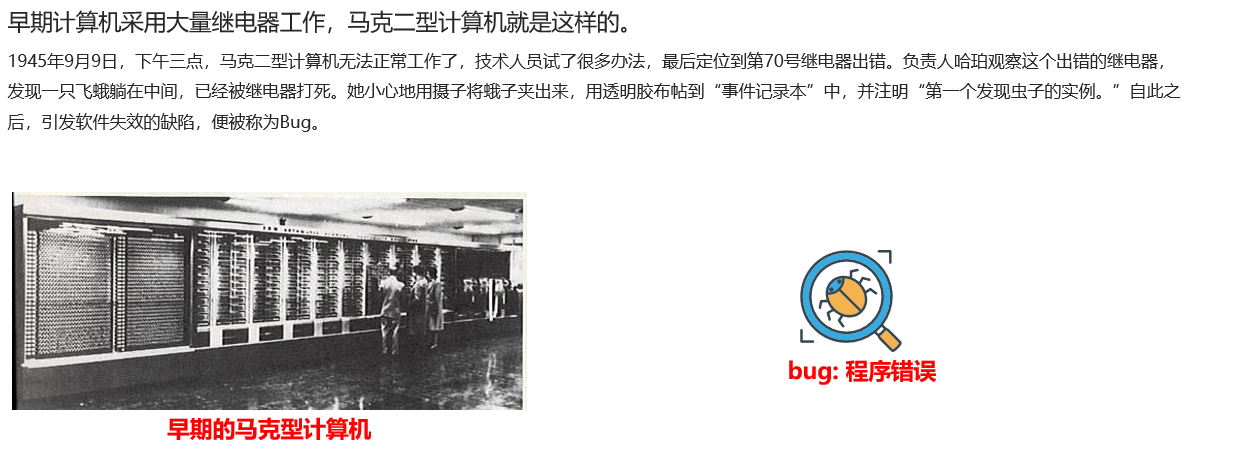 早期计算机采用大量继电器工作，马克二型计算机就是这样的。
1945年9月9日，下午三点，马克二型计算机无法正常工作了，技术人员试了很多办法，最后定位到第70号继电器出错。负责人哈珀观察这个出错的继电器，
发现一只飞蛾躺在中间，已经被继电器打死。她小心地用摄子将蛾子夹出来，用透明胶布帖到“事件记录本”中，并注明“第一个发现虫子的实例。”自此之
后，引发软件失效的缺陷，便被称为Bug。
bug: 程序错误
早期的马克型计算机